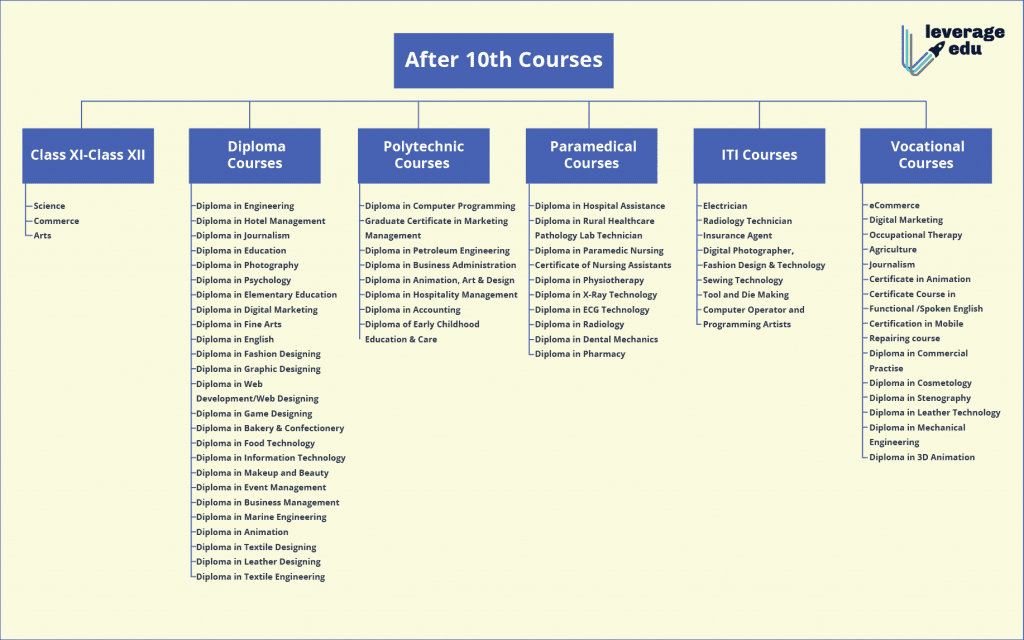 leverage
edu
After 10th Courses
Class XI-Class XII
Science
Commerce
Arts
Diploma
Courses
Diploma in Engineering
Diploma in Hotel Management
Diploma in Journalism
Diploma in Education
Diploma in Photography
Diploma in Psychology
Diploma in Elementary Education
Diploma in Digital Marketing
Diploma in Fine Arts
Diploma in English
Diploma in Fashion Designing
Diploma in Graphic Designing
Diploma in Web
Development/Web Designing
Diploma in Game Designing
Diploma in Bakery & Confectionery
Diploma in Food Technology
Diploma in Information Technology
Diploma in Makeup and Beauty
Diploma in Event Management
Diploma in Business Management
Diploma in Marine Engineering
Diploma in Animation
Diploma in Textile Designing
Diploma in Leather Designing
Diploma in Textile Engineering
Polytechnic
Courses
Diploma in Computer Programming
Graduate Certificate in Marketing
Management
Diploma in Petroleum Engineering
Diploma in Business Administration
Diploma in Animation, Art & Design
Diploma in Hospitality Management
Diploma in Accounting
Diploma of Early Childhood
Education & Care
Paramedical
Courses
Diploma in Hospital Assistance
Diploma in Rural Healthcare
Pathology Lab Technician
Diploma in Paramedic Nursing
Certificate of Nursing Assistants
Diploma in Physiotherapy
Diploma in X-Ray Technology
Diploma in ECG Technology
Diploma in Radiology
Diploma in Dental Mechanics
Diploma in Pharmacy
ITI Courses
Electrician
Radiology Technician
Insurance Agent
Digital Photographer,
Fashion Design & Technology
Sewing Technology
Tool and Die Making
Computer Operator and
Programming Artists
Vocational
Courses
eCommerce
Digital Marketing
Occupational Therapy
Agriculture
Journalism
Certificate in Animation
Certificate Course in
Functional /Spoken English
Certification in Mobile
Repairing course
Diploma in Commercial
Practise
Diploma in Cosmetology
Diploma in Stenography
Diploma in Leather Technology
Diploma in Mechanical
Engineering
Diploma in 3D Animation